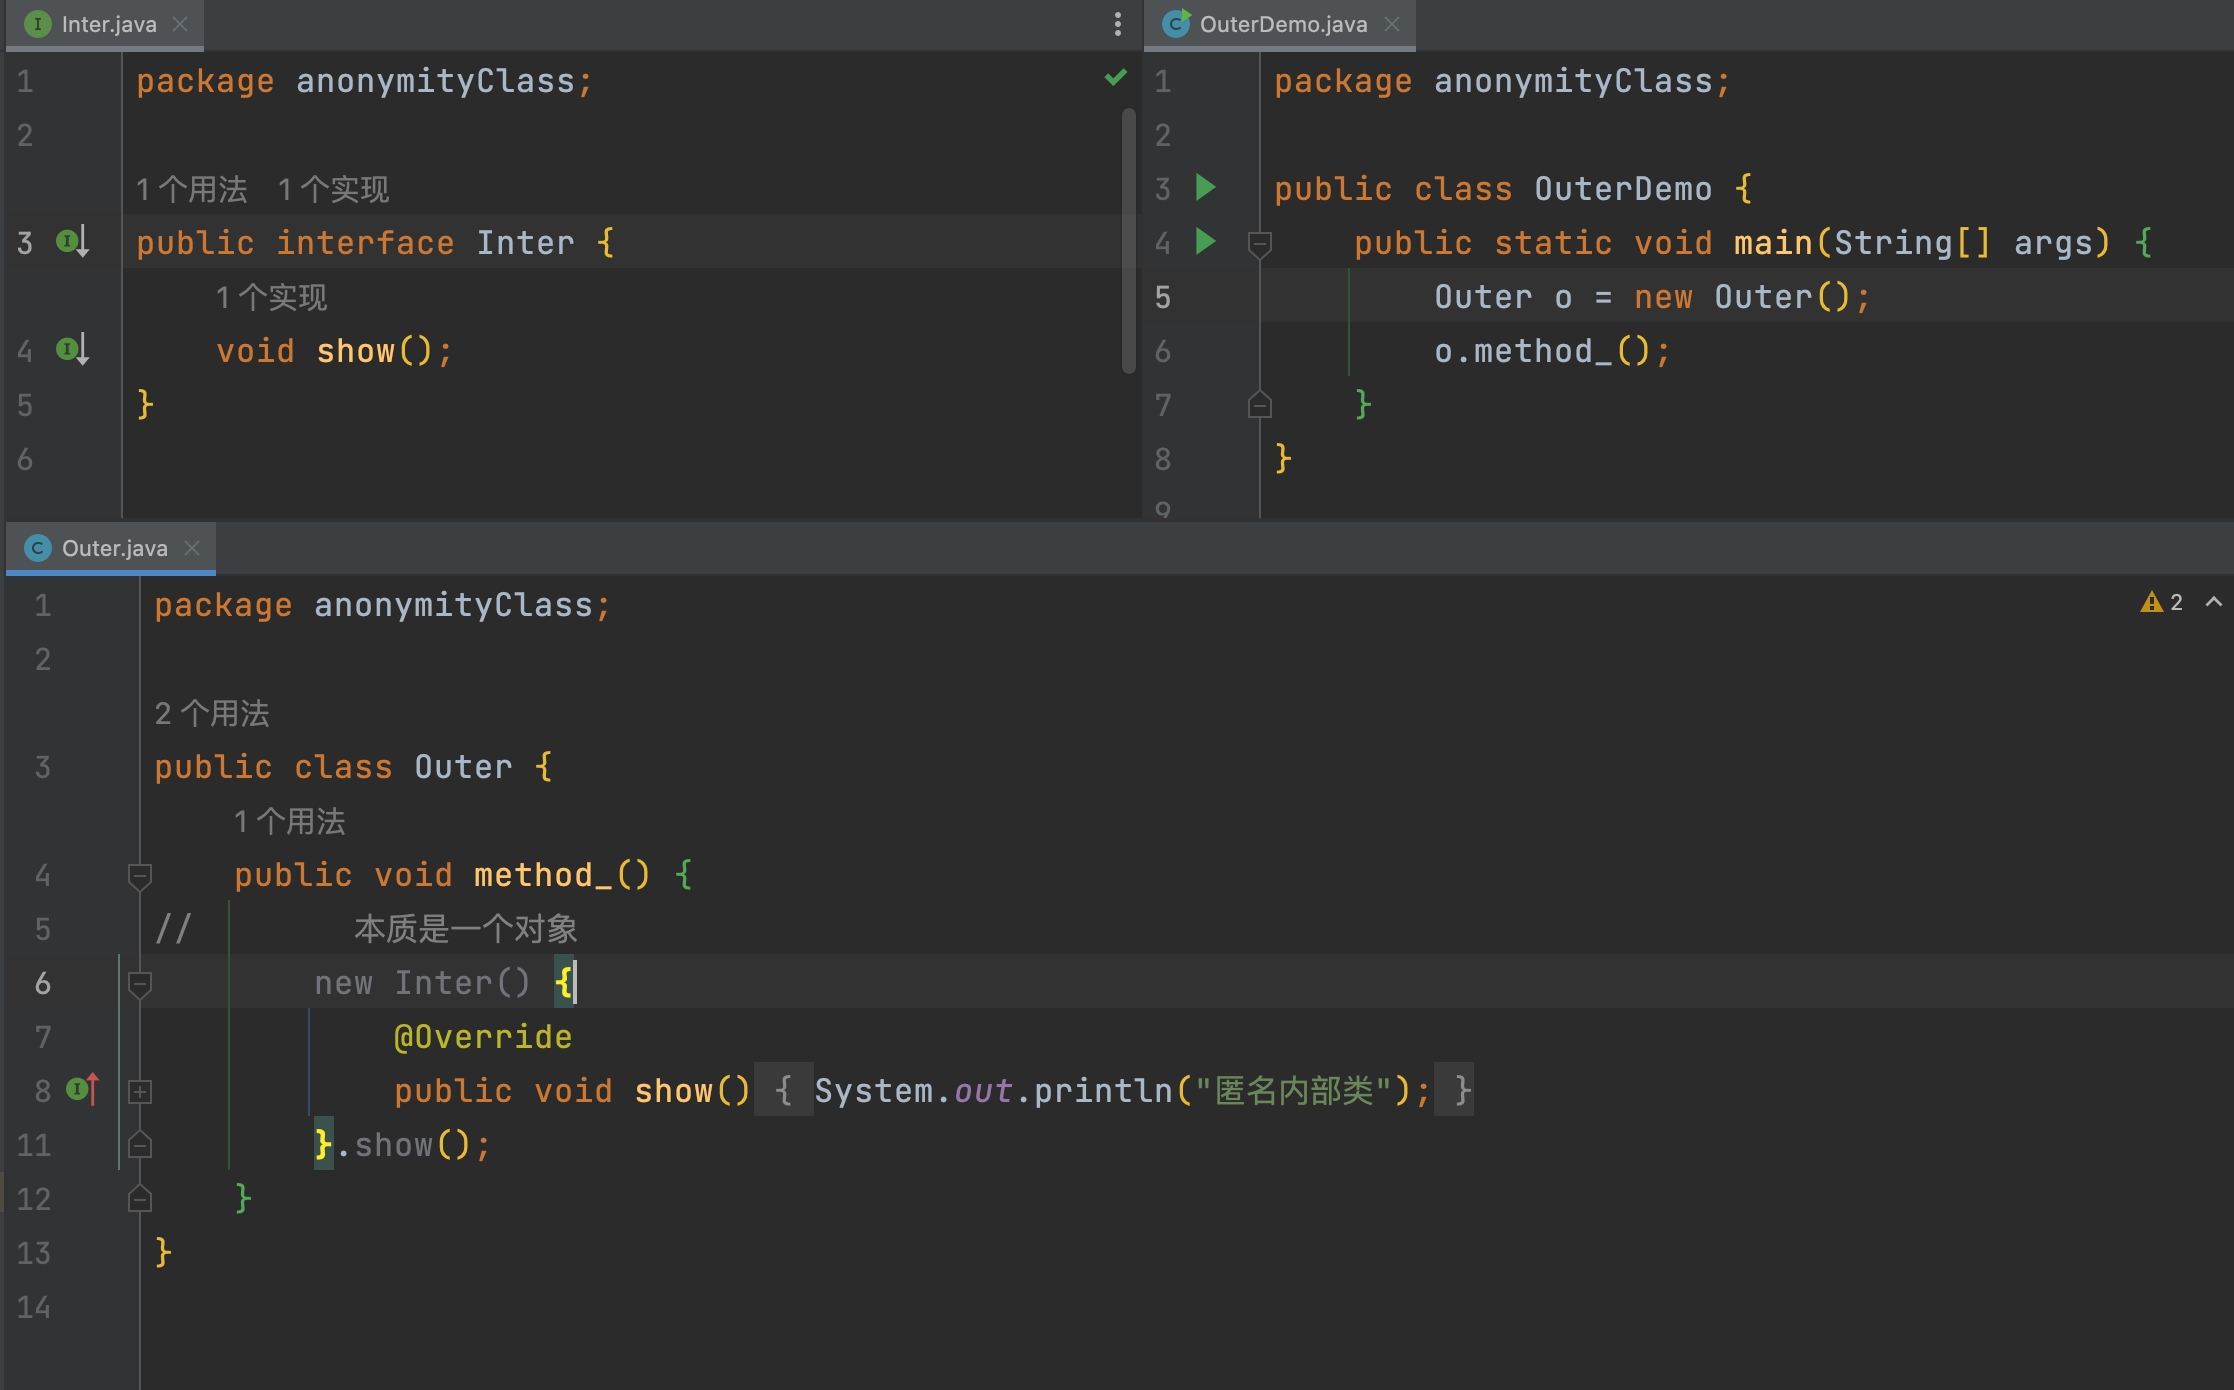 Inter.java
1 package anonymityClass;
2
1 个用法 1 个实现
3 public interface Inter {
1 个实现
4 void show();
5 }
6
OuterDemo.java
1 package anonymityClass;
2
3 public class OuterDemo {
4 public static void main(String[] args) {
5 Outer o = new Outer();
6 o.method_();
7 }
8 }
9
Outer.java
2
1 package anonymityClass;
2
2 个用法
3 public class Outer {
1 个用法
4 public void method_() {
5 // 本质是一个对象
6 new Inter() {
7 @Override
8 public void show() { System.out.println("匿名内部类"); }
11 }.show();
12 }
13 }
14